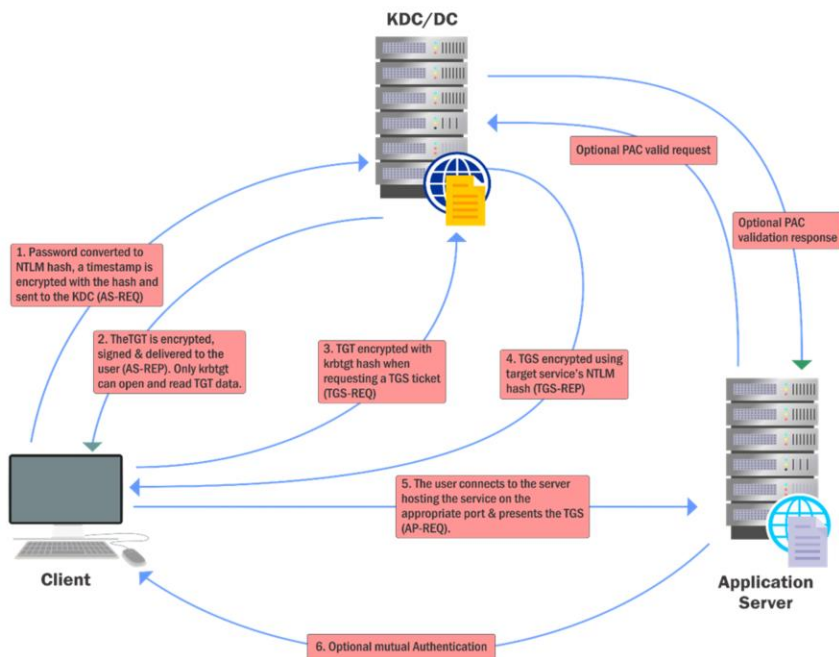 KDC/DC
Optional PAC valid request
Optional PAC
validation response
1. Password converted to
NTLM hash, a timestamp is
encrypted with the hash and
sent to the KDC (AS-REQ)
2. TheTGT is encrypted,
signed & delivered to the
user (AS-REP). Only krbtgt
can open and read TGT data.
3. TGT encrypted with
krbtgt hash when
requesting a TGS ticket
(TGS-REQ)
4. TGS encrypted using
target service's NTLM
hash (TGS-REP)
5. The user connects to the server
hosting the service on the
appropriate port & presents the TGS
(AP-REQ).
Client
Application
Server
6. Optional mutual Authentication